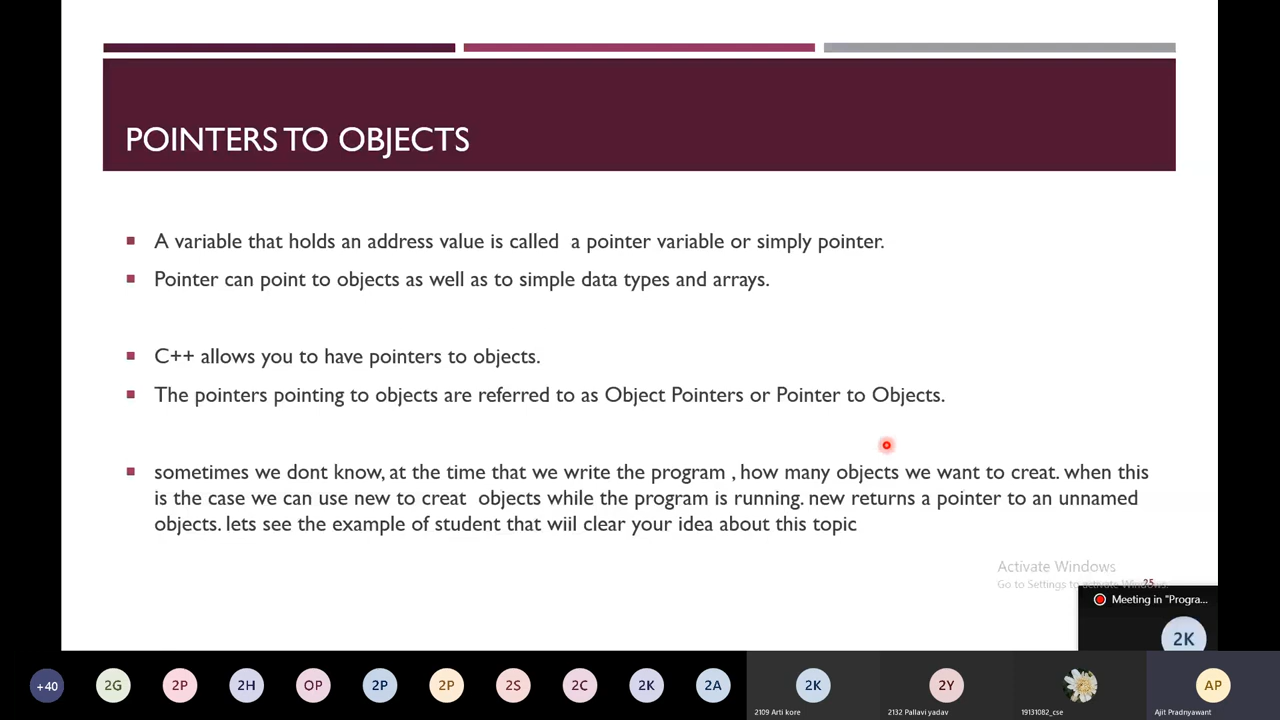 POINTERS TO OBJECTS
A variable that holds an address value is called a pointer variable or simply pointer.
Pointer can point to objects as well as to simple data types and arrays.
C++ allows you to have pointers to objects.
The pointers pointing to objects are referred to as Object Pointers or Pointer to Objects.
sometimes we dont know, at the time that we write the program , how many objects we want to creat. when this
is the case we can use new to creat objects while the program is running. new returns a pointer to an unnamed
objects. lets see the example of student that wiil clear your idea about this topic
Activate Windows
Go to Settings to activate Windows.
25
Meeting in "Progra...
2K
+40
2G
2P
2H
OP
2P
2P
2S
2C
2K
2A
2K
2Y
AP
2109 Arti kore
2132 Pallavi yadav
19131082_cse
Ajit Pradnyawant